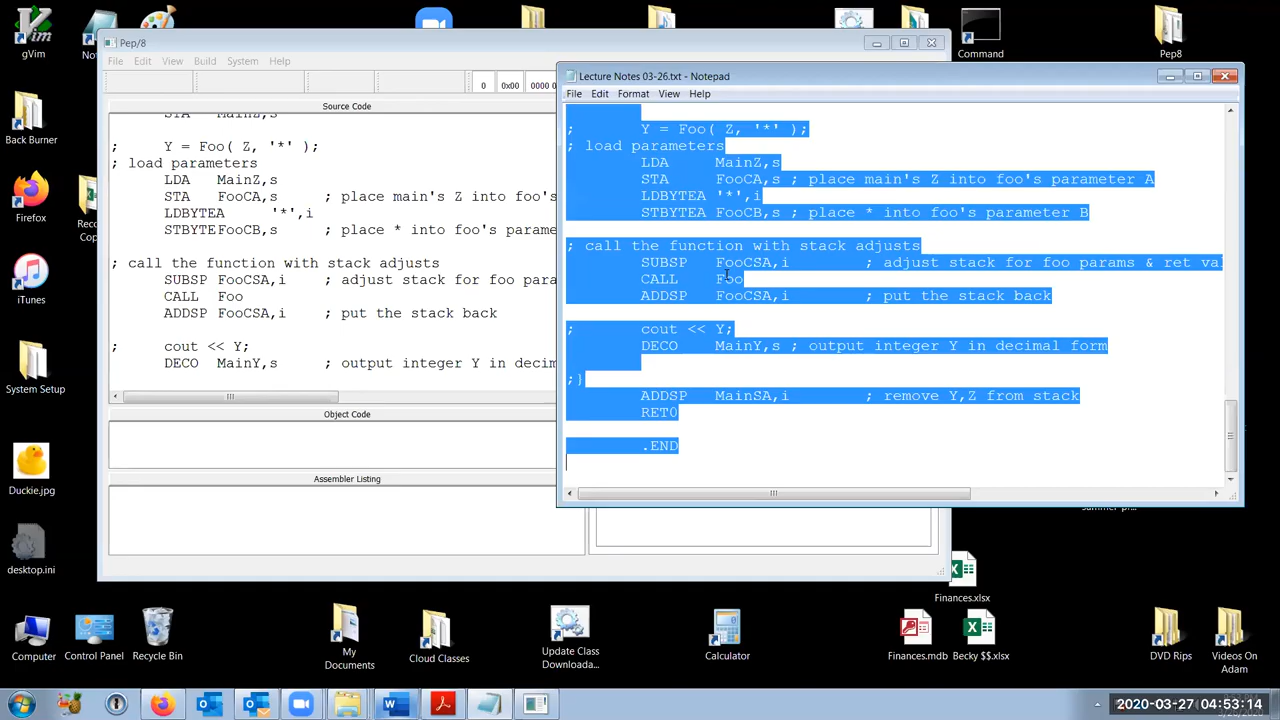 gVim
Not
Command
Pep8
Pep/8
File Edit View Build System Help
0 0x00 0000 0
Source Code
STA MainZ,s
; Y = Foo( Z, '*' );
; load parameters
LDA MainZ,s
STA FooCA,s ; place main's Z into foo's
LDBYTEA '*',i
STBYTEFooCB,s ; place * into foo's parame
; call the function with stack adjusts
SUBSP FooCSA,i ; adjust stack for foo para
CALL Foo
ADDSP FooCSA,i ; put the stack back
; cout << Y;
DECO MainY,s ; output integer Y in decim
Object Code
Assembler Listing
Lecture Notes 03-26.txt - Notepad
File Edit Format View Help
; Y = Foo( Z, '*' );
; load parameters
LDA MainZ,s
STA FooCA,s ; place main's Z into foo's parameter A
LDBYTEA '*',i
STBYTEA FooCB,s ; place * into foo's parameter B
; call the function with stack adjusts
SUBSP FooCSA,i ; adjust stack for foo params & ret val
CALL Foo
ADDSP FooCSA,i ; put the stack back
; cout << Y;
DECO MainY,s ; output integer Y in decimal form
;}
ADDSP MainSA,i ; remove Y,Z from stack
RET0
.END
Back Burner
Firefox
Reco
Cop
iTunes
System Setup
Duckie.jpg
desktop.ini
Finances.xlsx
Computer
Control Panel
Recycle Bin
My
Documents
Cloud Classes
Update Class
Downloada...
Calculator
Finances.mdb
Becky $$.xlsx
DVD Rips
Videos On
Adam
2020-03-27 04:53:14